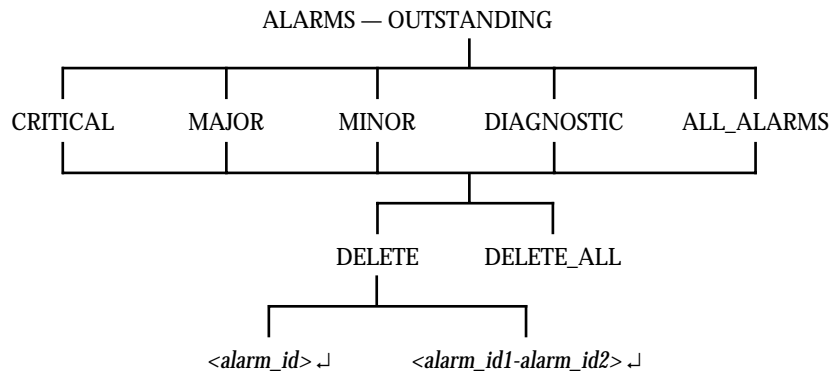 ALARMS — OUTSTANDING
CRITICAL MAJOR MINOR DIAGNOSTIC ALL_ALARMS
DELETE DELETE_ALL
<alarm_id> ↵ <alarm_id1-alarm_id2> ↵